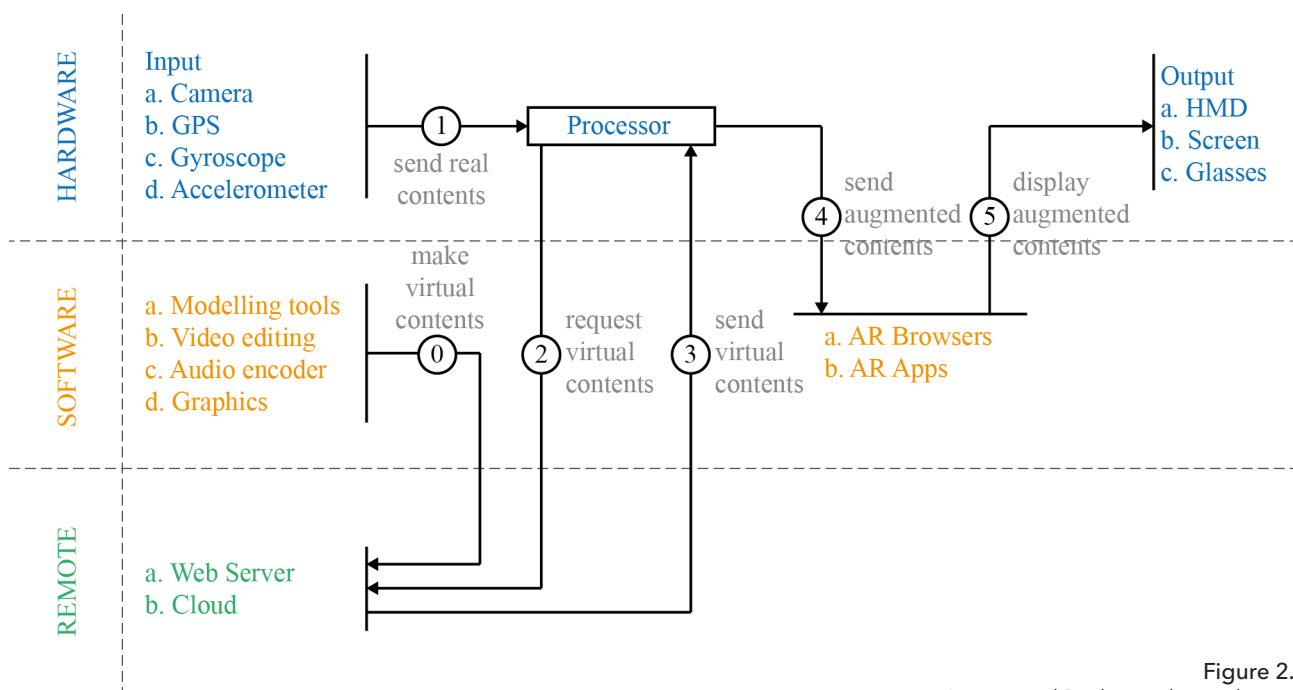 HARDWARE
Input
a. Camera
b. GPS
c. Gyroscope
d. Accelerometer
1
send real
contents
Processor
send
augmented
contents
4
5
display
augmented
contents
Output
a. HMD
b. Screen
c. Glasses
SOFTWARE
a. Modelling tools
b. Video editing
c. Audio encoder
d. Graphics
make
virtual
contents
0
2
request
virtual
contents
3
send
virtual
contents
a. AR Browsers
b. AR Apps
REMOTE
a. Web Server
b. Cloud
Figure 2.